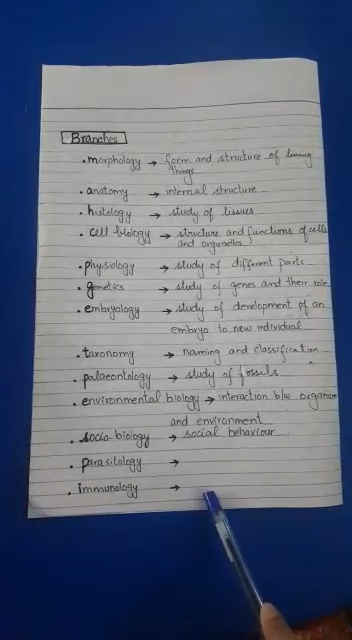 Branches
• morphology → form and structure of living
things...
• anatomy → internal structure...
• histology → study of tissues
• cell biology → structure and functions of cells
and organelles
• physiology → study of different parts...
• genetics → study of genes and their role
• embryology → study of development of an
embryo to new individual....
• taxonomy → naming and classification...
• palaeontology → study of fossils
• environmental biology → interaction b/w organism
and environment
• socio-biology → social behaviour....
• parasitology →
• immunology →